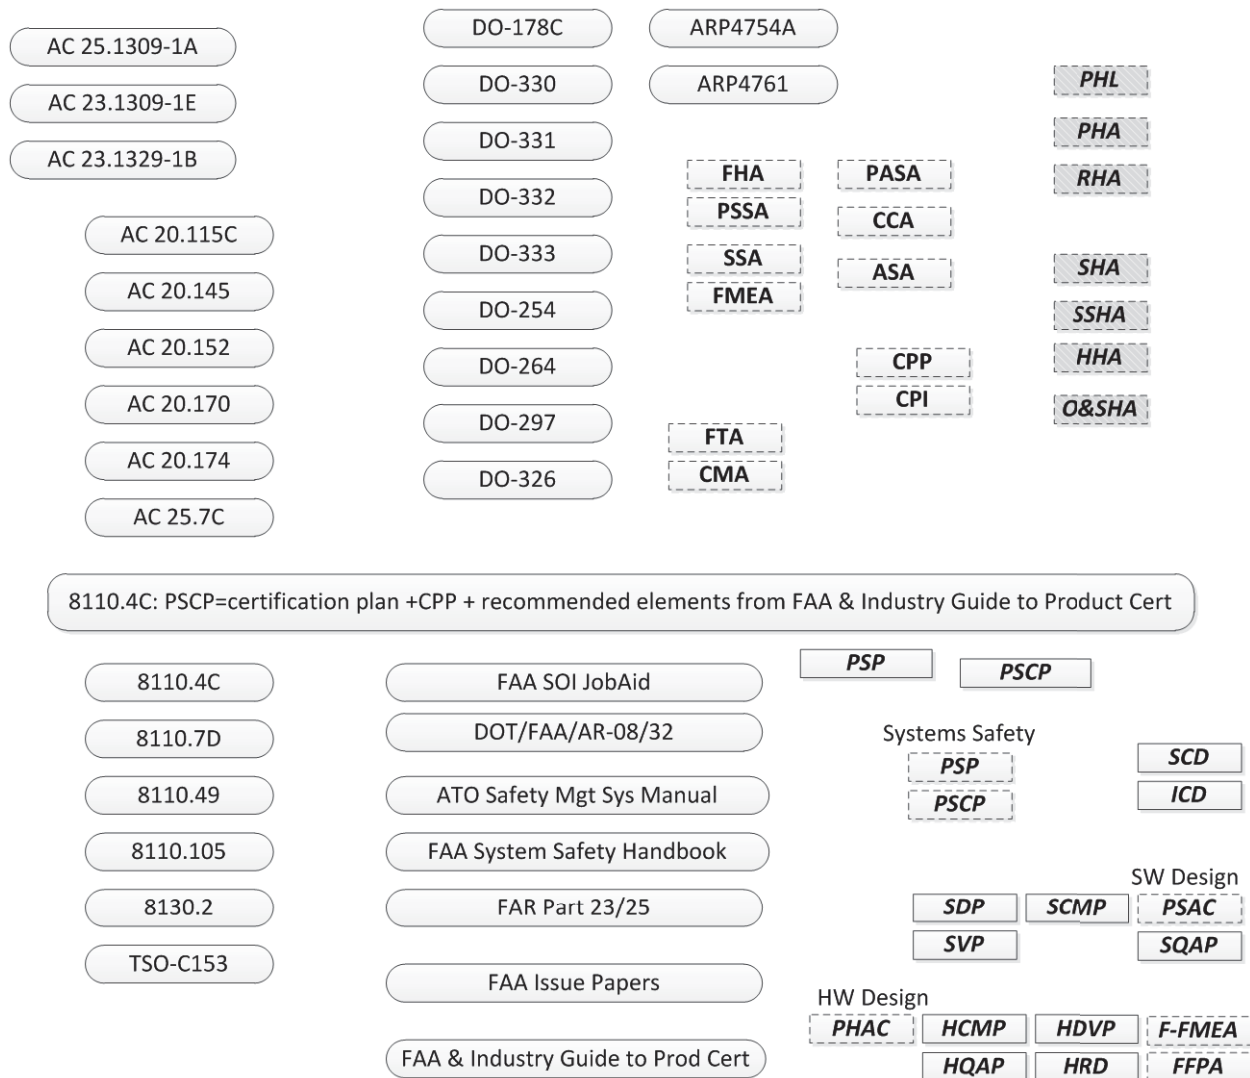 AC 25.1309-1A
AC 23.1309-1E
AC 23.1329-1B
AC 20.115C
AC 20.145
AC 20.152
AC 20.170
AC 20.174
AC 25.7C
DO-178C
DO-330
DO-331
DO-332
DO-333
DO-254
DO-264
DO-297
DO-326
ARP4754A
ARP4761
FHA
PSSA
SSA
FMEA
PASA
CCA
ASA
CPP
CPI
FTA
CMA
PHL
PHA
RHA
SHA
SSHA
HHA
O&SHA
8110.4C: PSCP=certification plan +CPP + recommended elements from FAA & Industry Guide to Product Cert
8110.4C
8110.7D
8110.49
8110.105
8130.2
TSO-C153
FAA SOI JobAid
DOT/FAA/AR-08/32
ATO Safety Mgt Sys Manual
FAA System Safety Handbook
FAR Part 23/25
FAA Issue Papers
FAA & Industry Guide to Prod Cert
PSP
PSCP
Systems Safety
PSP
PSCP
SCD
ICD
SW Design
SDP
SCMP
PSAC
SVP
SQAP
HW Design
PHAC
HCMP
HDVP
F-FMEA
HQAP
HRD
FFPA